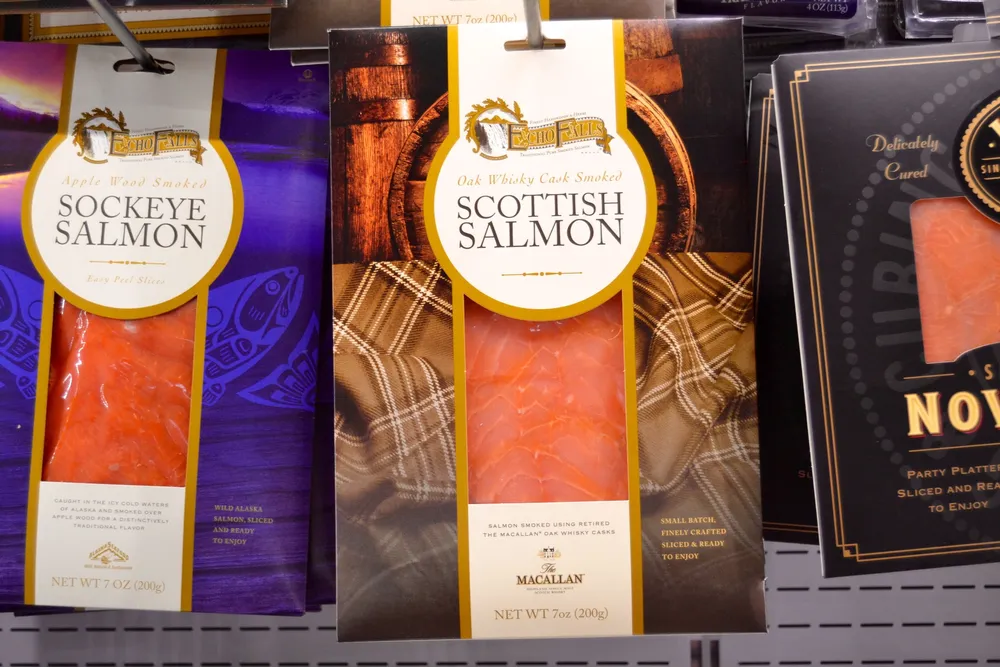 NET WT 7oz (200g)
4 OZ (113g)
ECHO FALLS
Apple Wood Smoked
SOCKEYE
SALMON
Easy Peel Slices
CAUGHT IN THE ICY COLD WATERS
OF ALASKA AND SMOKED OVER
APPLE WOOD FOR A DISTINCTIVELY
TRADITIONAL FLAVOR
WILD ALASKA
SALMON, SLICED
AND READY
TO ENJOY
NET WT 7 OZ (200g)
ECHO FALLS
Oak Whisky Cask Smoked
SCOTTISH
SALMON
SALMON SMOKED USING RETIRED
THE MACALLAN® OAK WHISKY CASKS
The
MACALLAN
NET WT 7oz (200g)
SMALL BATCH,
FINELY CRAFTED
SLICED & READY
TO ENJOY
Delicately
Cured
NOV
PARTY PLATTE
SLICED AND REA
TO ENJOY